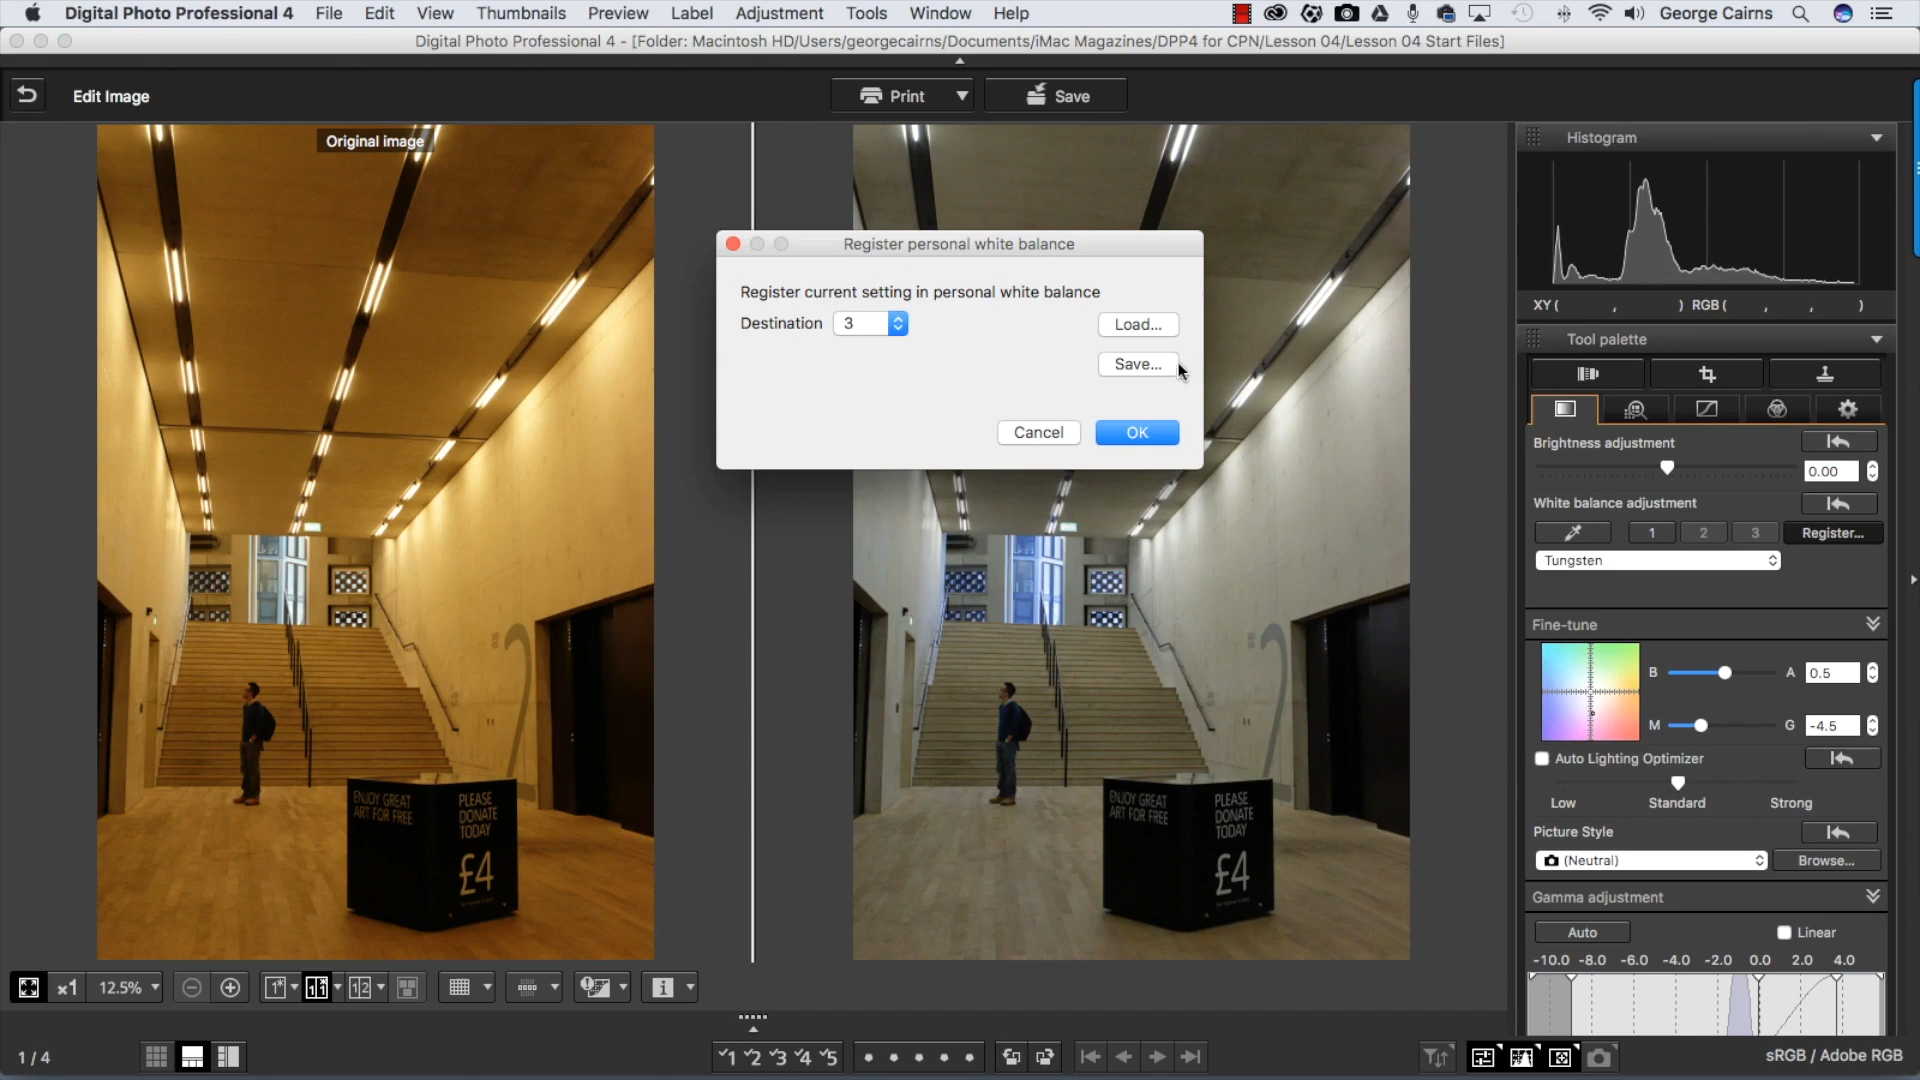 Digital Photo Professional 4 File Edit View Thumbnails Preview Label Adjustment Tools Window Help George Cairns
Digital Photo Professional 4 - [Folder: Macintosh HD/Users/georgecairns/Documents/iMac Magazines/DPP4 for CPN/Lesson 04/Lesson 04 Start Files]
Edit Image
Print
Save
Original image
Register personal white balance
Register current setting in personal white balance
Destination 3
Load...
Save...
Cancel OK
ENJOY GREAT
ART FOR FREE
PLEASE
DONATE
TODAY
£4
ENJOY GREAT
ART FOR FREE
PLEASE
DONATE
TODAY
£4
Histogram
XY ( , ) RGB ( , , )
Tool palette
Brightness adjustment
0.00
White balance adjustment
1 2 3 Register...
Tungsten
Fine-tune
B A 0.5
M G -4.5
Auto Lighting Optimizer
Low Standard Strong
Picture Style
(Neutral) Browse...
Gamma adjustment
Auto Linear
-10.0 -8.0 -6.0 -4.0 -2.0 0.0 2.0 4.0
x1 12.5%
1 / 4
1 2 3 4 5
sRGB / Adobe RGB